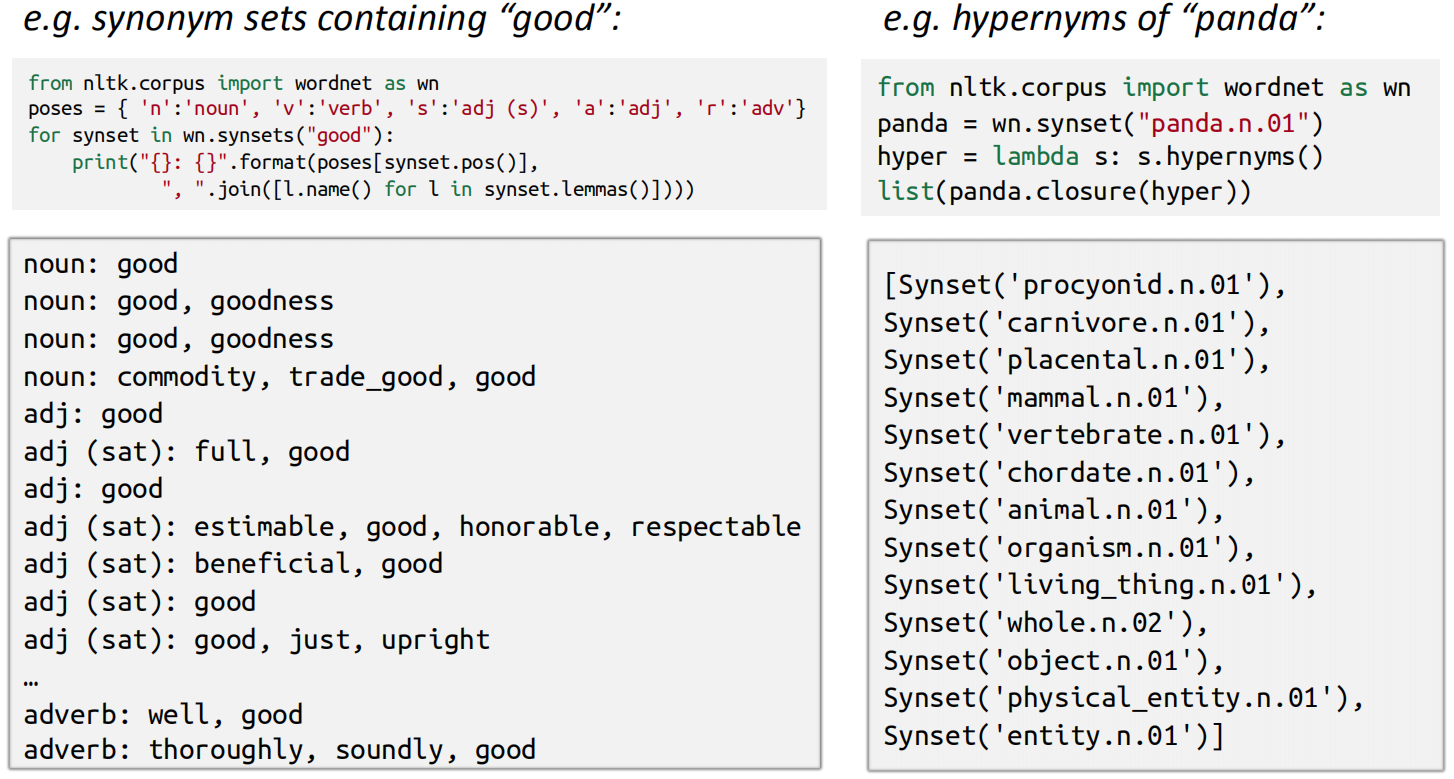 e.g. synonym sets containing “good”:
from nltk.corpus import wordnet as wn
poses = { 'n':'noun', 'v':'verb', 's':'adj (s)', 'a':'adj', 'r':'adv'}
for synset in wn.synsets("good"):
    print("{}: {}".format(poses[synset.pos()],
            ", ".join([l.name() for l in synset.lemmas()])))
noun: good
noun: good, goodness
noun: good, goodness
noun: commodity, trade_good, good
adj: good
adj (sat): full, good
adj: good
adj (sat): estimable, good, honorable, respectable
adj (sat): beneficial, good
adj (sat): good
adj (sat): good, just, upright
…
adverb: well, good
adverb: thoroughly, soundly, good
e.g. hypernyms of “panda”:
from nltk.corpus import wordnet as wn
panda = wn.synset("panda.n.01")
hyper = lambda s: s.hypernyms()
list(panda.closure(hyper))
[Synset('procyonid.n.01'),
Synset('carnivore.n.01'),
Synset('placental.n.01'),
Synset('mammal.n.01'),
Synset('vertebrate.n.01'),
Synset('chordate.n.01'),
Synset('animal.n.01'),
Synset('organism.n.01'),
Synset('living_thing.n.01'),
Synset('whole.n.02'),
Synset('object.n.01'),
Synset('physical_entity.n.01'),
Synset('entity.n.01')]